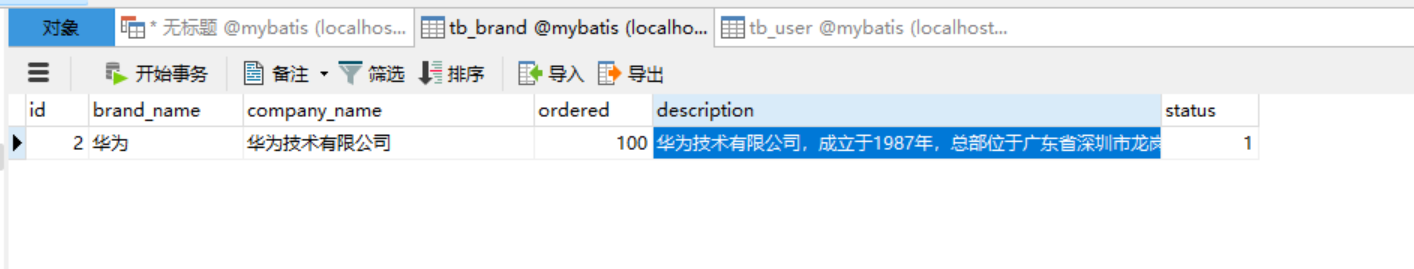 对象 * 无标题 @mybatis (localhos... tb_brand @mybatis (localho... tb_user @mybatis (localhost...
开始事务 备注 筛选 排序 导入 导出
id brand_name company_name ordered description status
2 华为 华为技术有限公司 100 华为技术有限公司，成立于1987年，总部位于广东省深圳市龙岗 1